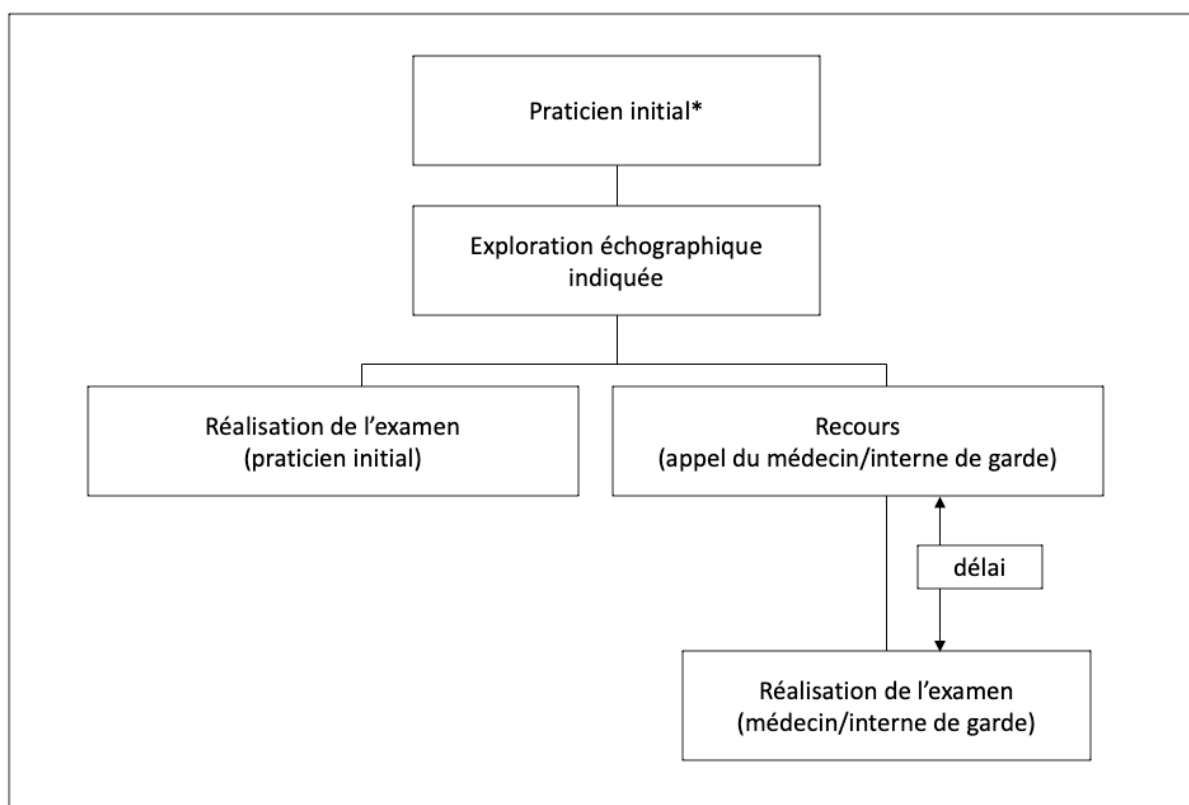 Praticien initial*
Exploration échographique
indiquée
Réalisation de l'examen
(praticien initial)
Recours
(appel du médecin/interne de garde)
délai
Réalisation de l'examen
(médecin/interne de garde)